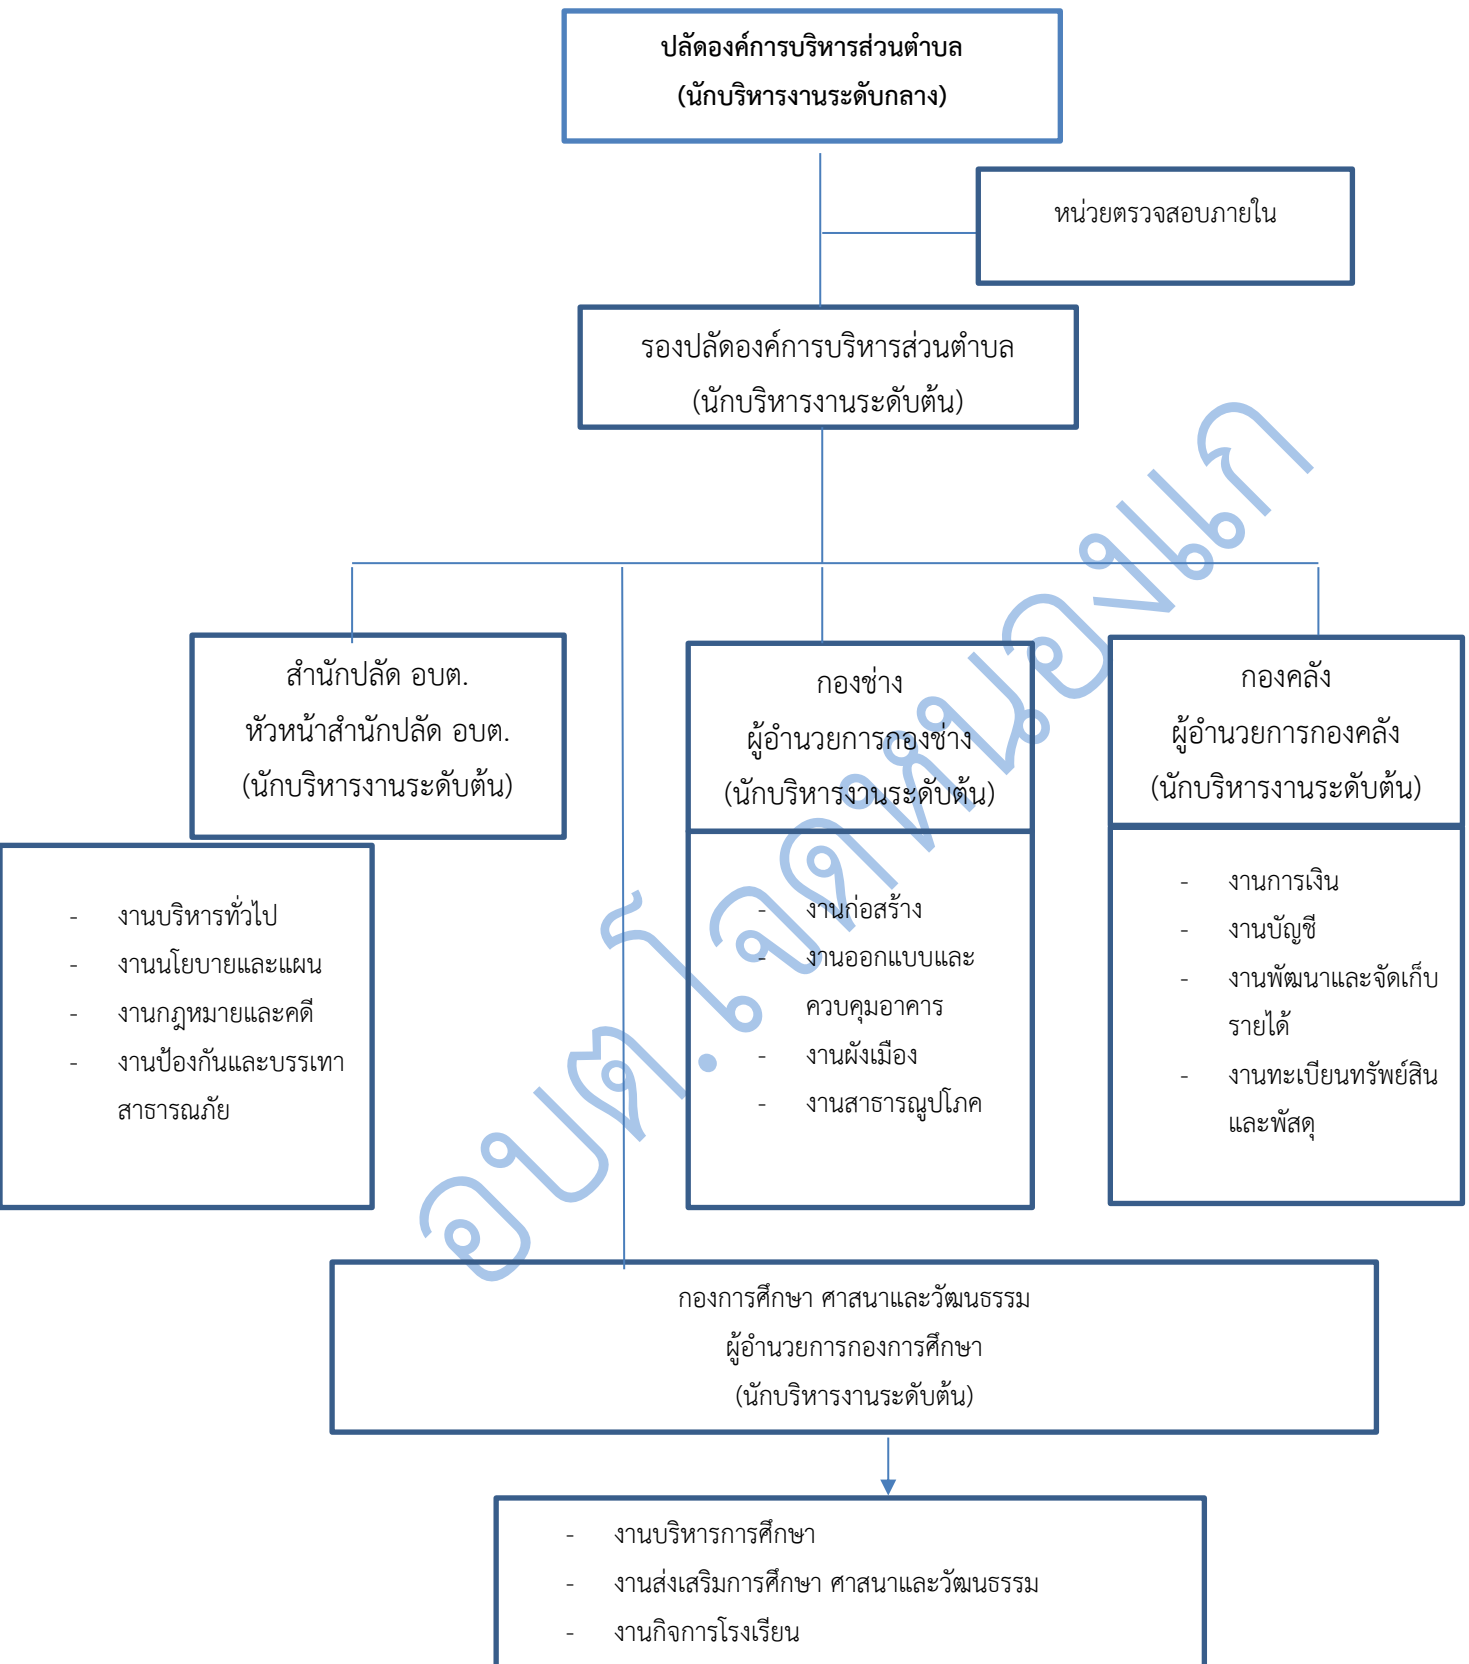 ปลัดองค์การบริหารส่วนตำบล
(นักบริหารงานระดับกลาง)
หน่วยตรวจสอบภายใน
รองปลัดองค์การบริหารส่วนตำบล
(นักบริหารงานระดับต้น)
สำนักปลัด อบต.
หัวหน้าสำนักปลัด อบต.
(นักบริหารงานระดับต้น)
- งานบริหารทั่วไป
- งานนโยบายและแผน
- งานกฎหมายและคดี
- งานป้องกันและบรรเทา
สาธารณภัย
กองช่าง
ผู้อำนวยการกองช่าง
(นักบริหารงานระดับต้น)
- งานก่อสร้าง
- งานออกแบบและ
ควบคุมอาคาร
- งานผังเมือง
- งานสาธารณูปโภค
กองคลัง
ผู้อำนวยการกองคลัง
(นักบริหารงานระดับต้น)
- งานการเงิน
- งานบัญชี
- งานพัฒนาและจัดเก็บ
รายได้
- งานทะเบียนทรัพย์สิน
และพัสดุ
กองการศึกษา ศาสนาและวัฒนธรรม
ผู้อำนวยการกองการศึกษา
(นักบริหารงานระดับต้น)
- งานบริหารการศึกษา
- งานส่งเสริมการศึกษา ศาสนาและวัฒนธรรม
- งานกิจการโรงเรียน
อบต.โจดหนองแก